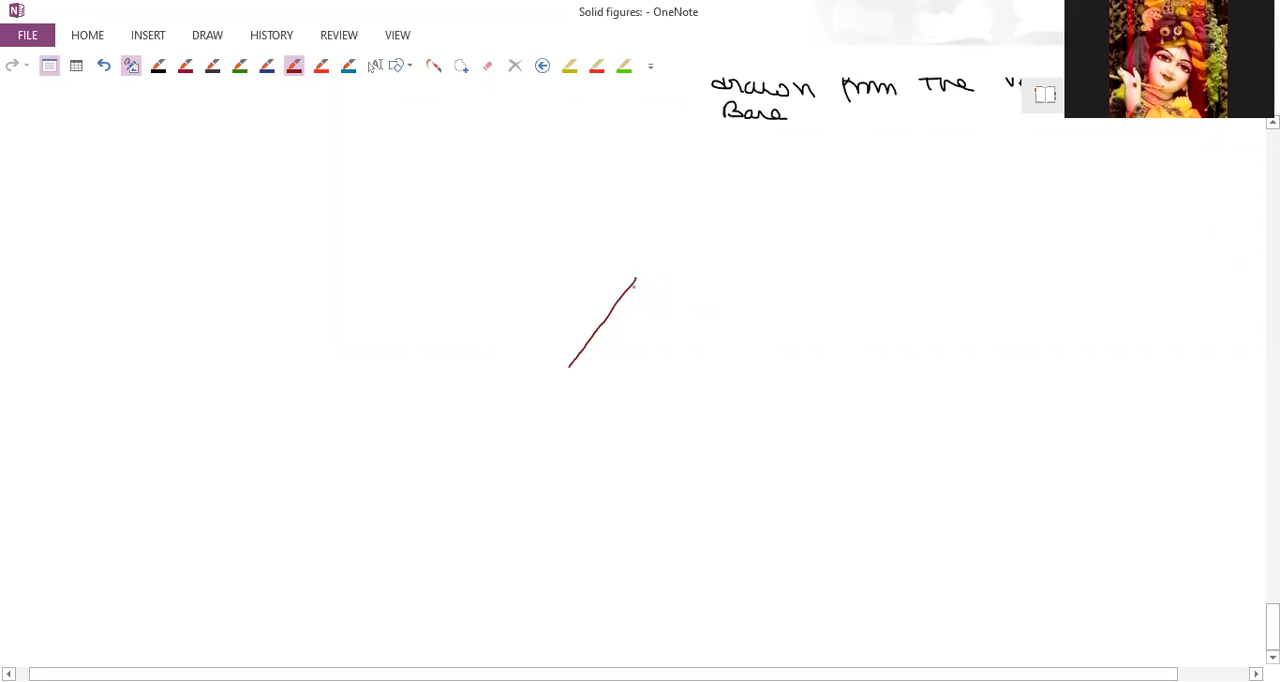 Solid figures: - OneNote
FILE HOME INSERT DRAW HISTORY REVIEW VIEW
drawn from the
Base